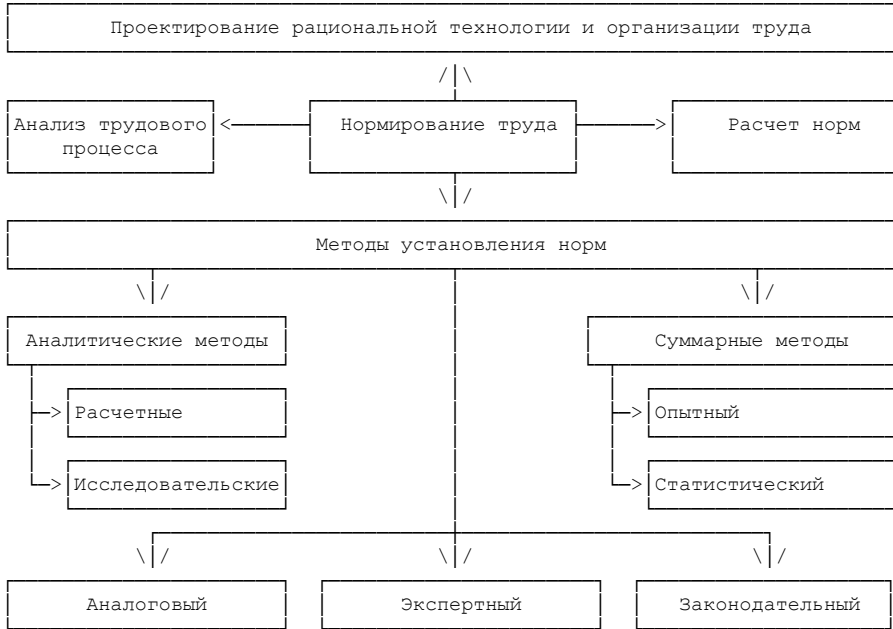 Проектирование рациональной технологии и организации труда
Анализ трудового
процесса
Нормирование труда
Расчет норм
Методы установления норм
Аналитические методы
Суммарные методы
Расчетные
Опытный
Исследовательские
Статистический
Аналоговый
Экспертный
Законодательный